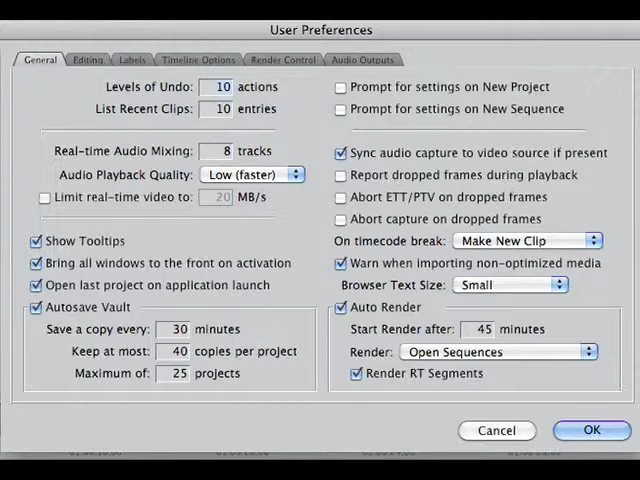 User Preferences
General Editing Labels Timeline Options Render Control Audio Outputs
Levels of Undo: 10 actions
List Recent Clips: 10 entries
Real-time Audio Mixing: 8 tracks
Audio Playback Quality: Low (faster)
Limit real-time video to: 20 MB/s
Show Tooltips
Bring all windows to the front on activation
Open last project on application launch
Autosave Vault
Save a copy every: 30 minutes
Keep at most: 40 copies per project
Maximum of: 25 projects
Prompt for settings on New Project
Prompt for settings on New Sequence
Sync audio capture to video source if present
Report dropped frames during playback
Abort ETT/PTV on dropped frames
Abort capture on dropped frames
On timecode break: Make New Clip
Warn when importing non-optimized media
Browser Text Size: Small
Auto Render
Start Render after: 45 minutes
Render: Open Sequences
Render RT Segments
Cancel OK